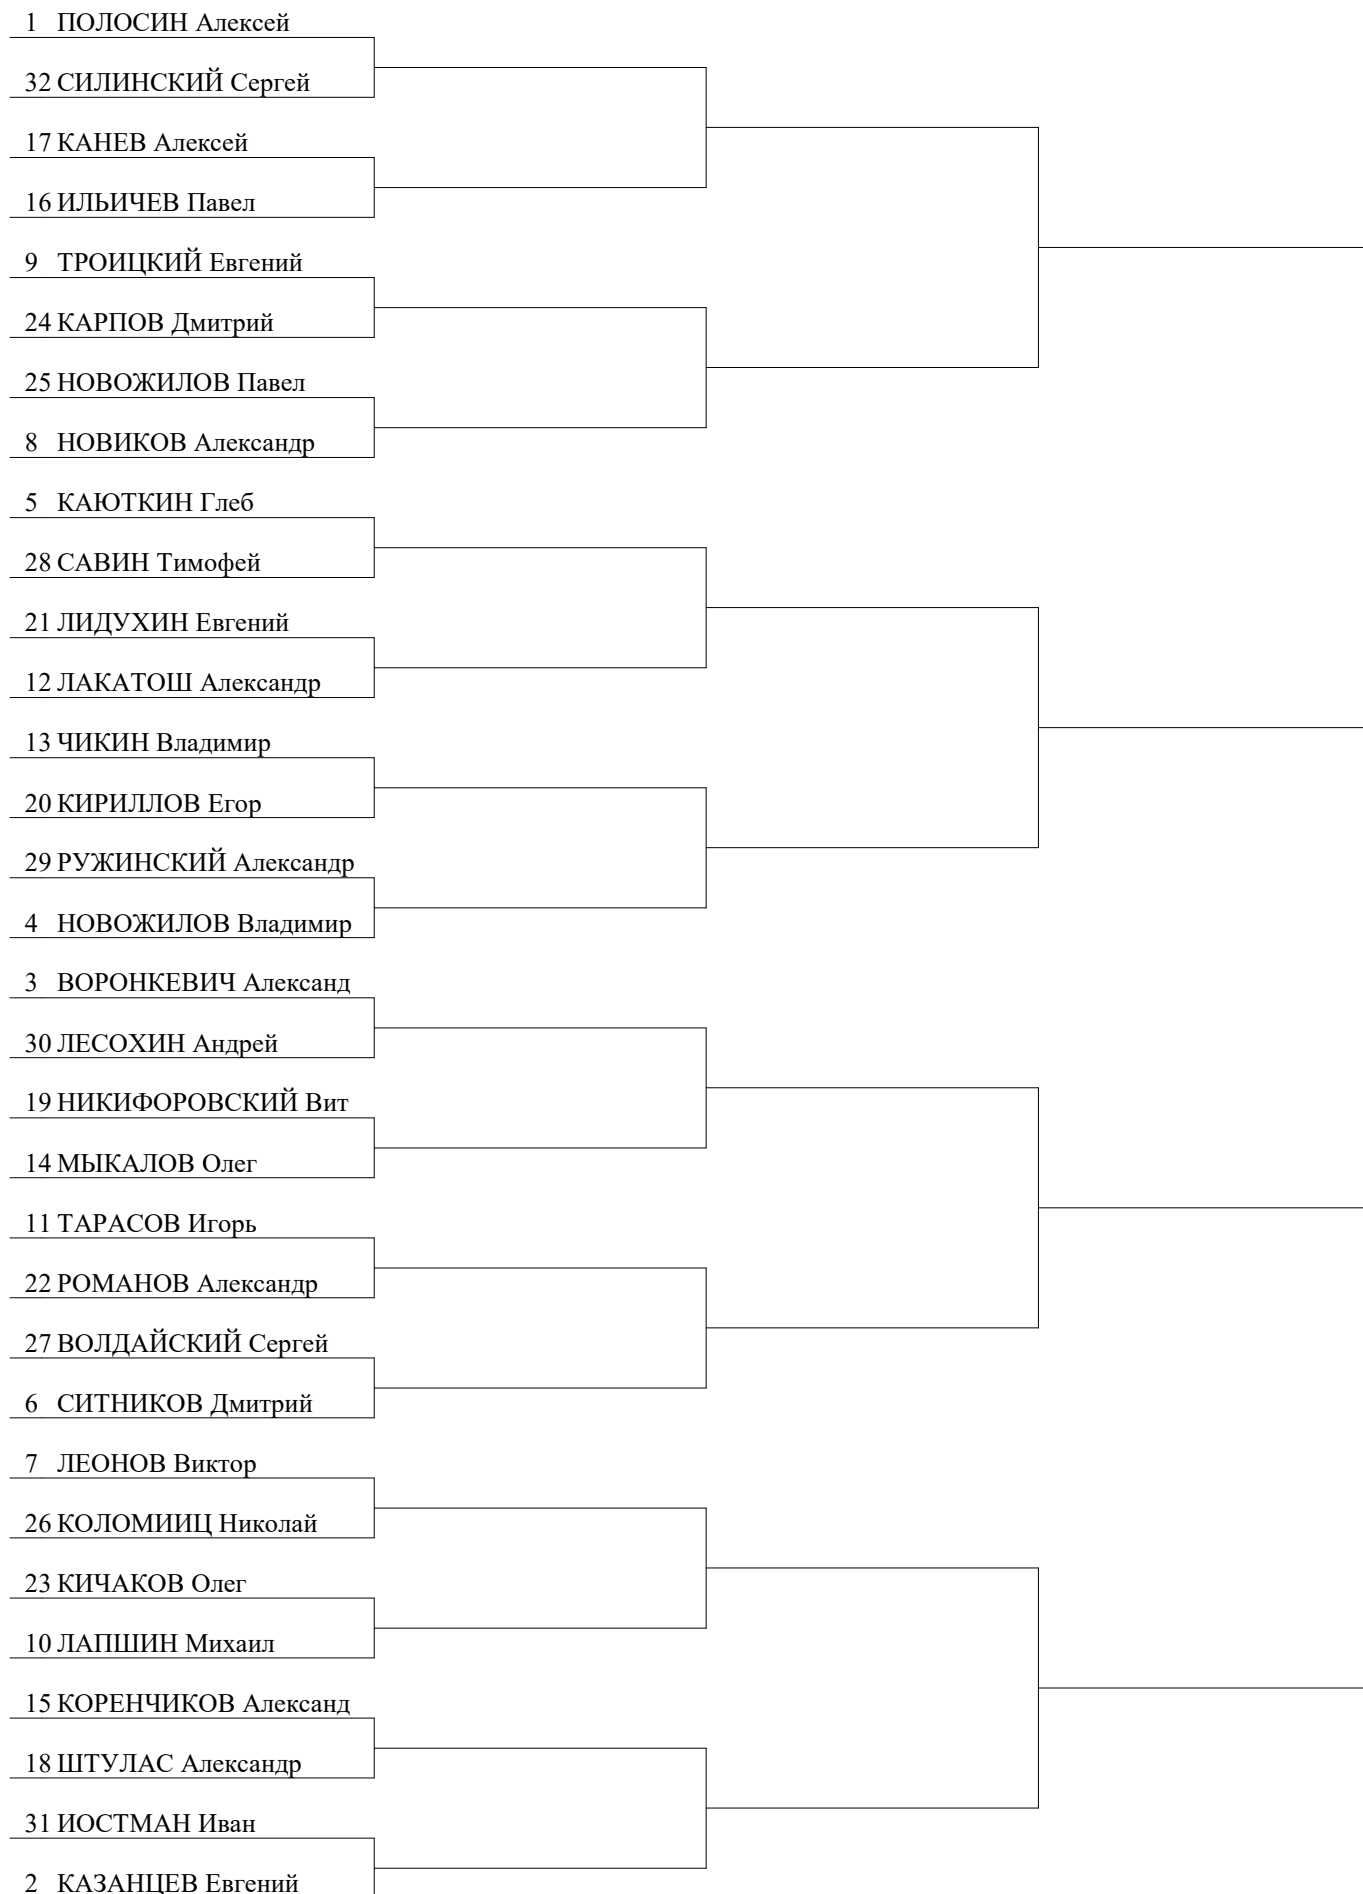 1 ПОЛОСИН Алексей
32 СИЛИНСКИЙ Сергей
17 КАНЕВ Алексей
16 ИЛЬИЧЕВ Павел
9 ТРОИЦКИЙ Евгений
24 КАРПОВ Дмитрий
25 НОВОЖИЛОВ Павел
8 НОВИКОВ Александр
5 КАЮТКИН Глеб
28 САВИН Тимофей
21 ЛИДУХИН Евгений
12 ЛАКАТОШ Александр
13 ЧИКИН Владимир
20 КИРИЛЛОВ Егор
29 РУЖИНСКИЙ Александр
4 НОВОЖИЛОВ Владимир
3 ВОРОНКЕВИЧ Александ
30 ЛЕСОХИН Андрей
19 НИКИФОРОВСКИЙ Вит
14 МЫКАЛОВ Олег
11 ТАРАСОВ Игорь
22 РОМАНОВ Александр
27 ВОЛДАЙСКИЙ Сергей
6 СИТНИКОВ Дмитрий
7 ЛЕОНОВ Виктор
26 КОЛОМИИЦ Николай
23 КИЧАКОВ Олег
10 ЛАПШИН Михаил
15 КОРЕНЧИКОВ Александ
18 ШТУЛАС Александр
31 ИОСТМАН Иван
2 КАЗАНЦЕВ Евгений